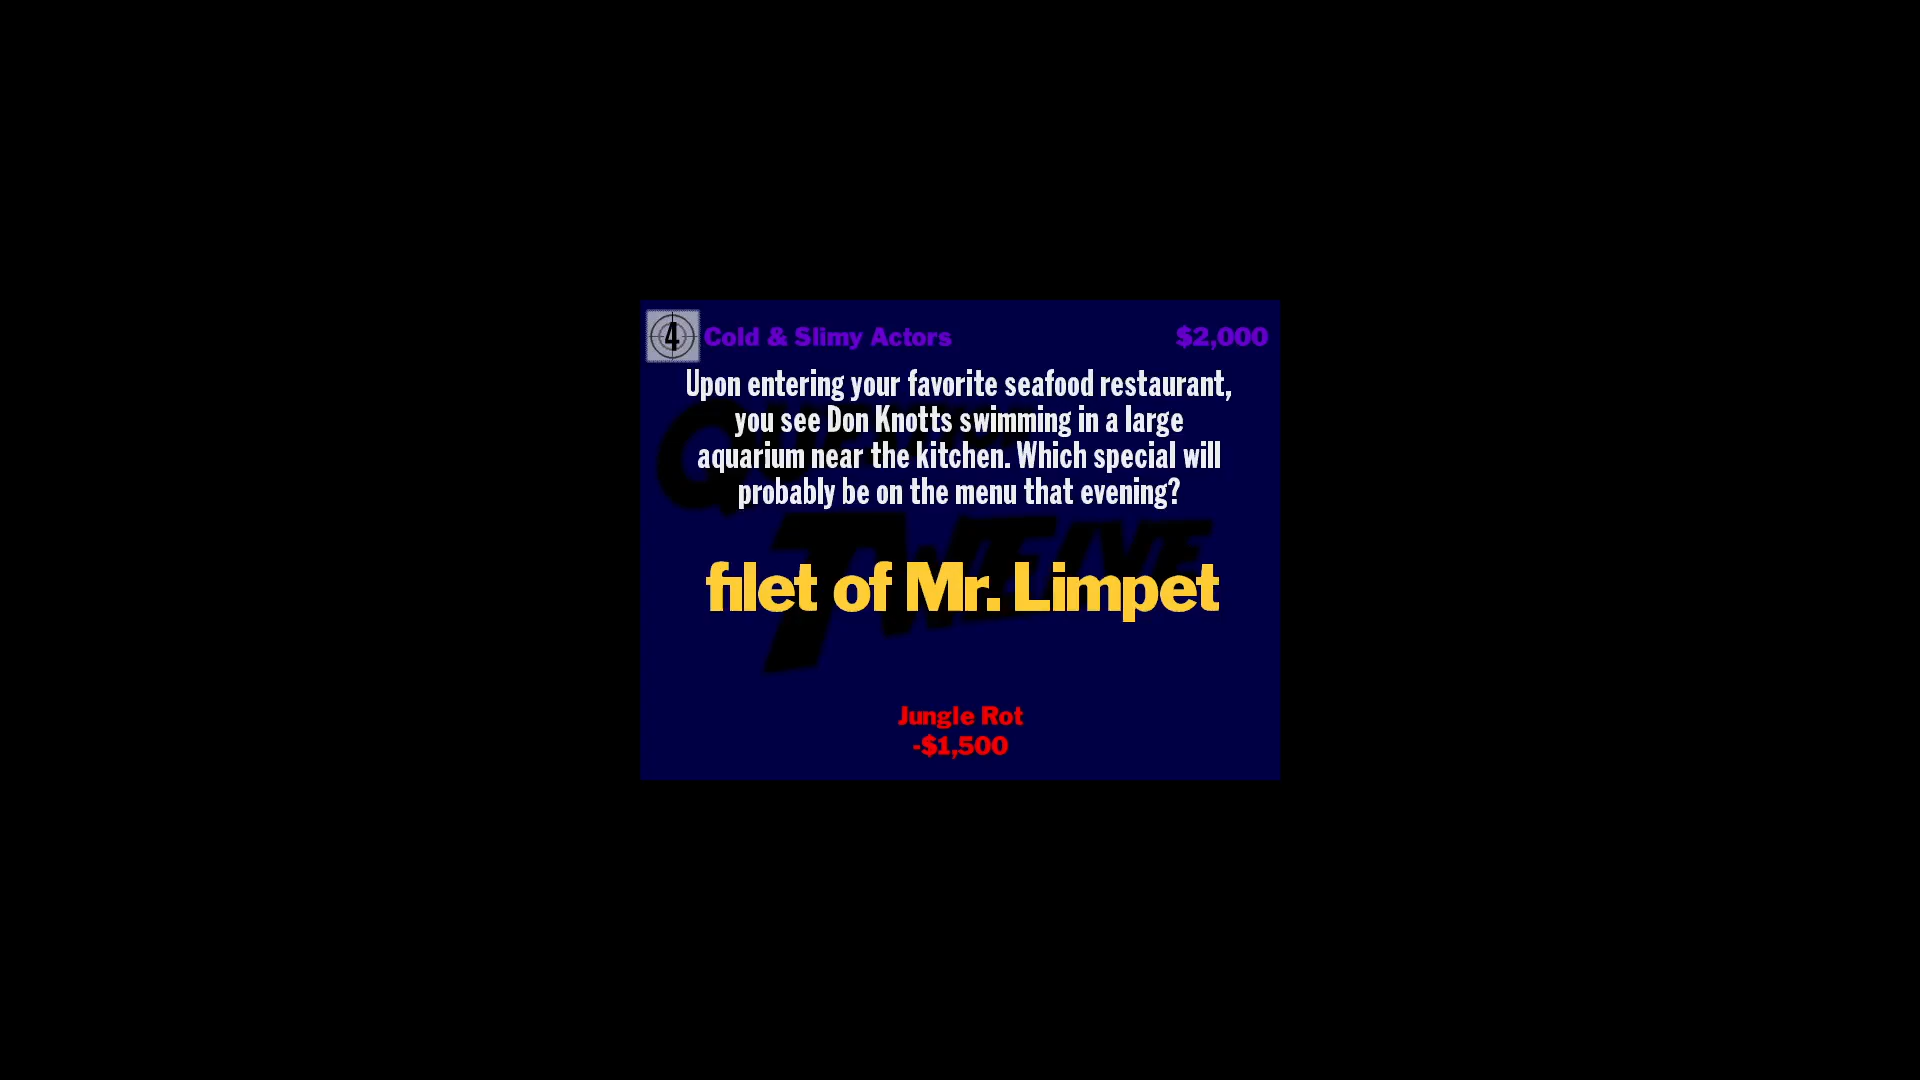 4 Cold & Slimy Actors $2,000
Upon entering your favorite seafood restaurant,
you see Don Knotts swimming in a large
aquarium near the kitchen. Which special will
probably be on the menu that evening?
Question
Twelve
filet of Mr. Limpet
Jungle Rot
-$1,500